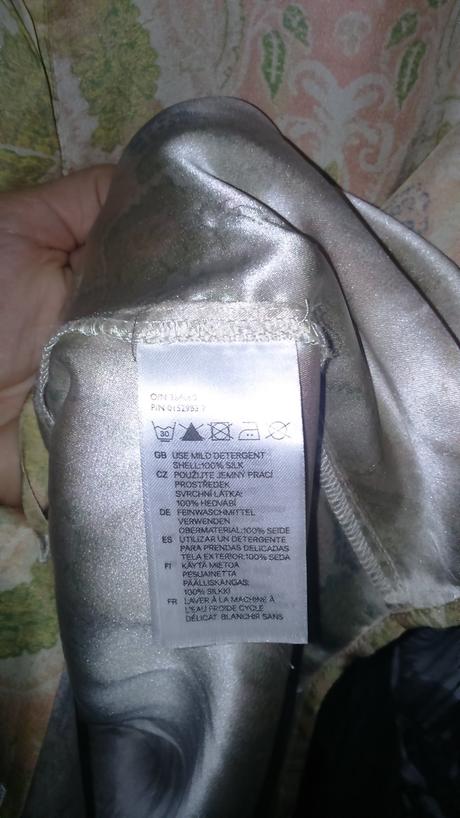 O/N
P/N
30
GB USE MILD DETERGENT
SHELL:100% SILK
CZ POUŽIJTE JEMNÝ PRACÍ
PROSTŘEDEK
SVRCHNÍ LÁTKA:
100% HEDVÁBÍ
DE FEINWASCHMITTEL
VERWENDEN
OBERMATERIAL:100% SEIDE
ES UTILIZAR UN DETERGENTE
PARA PRENDAS DELICADAS
TELA EXTERIOR:100% SEDA
FI KÄYTÄ MIETOA
PESUAINETTA
PÄÄLLISKANGAS:
100% SILKKI
FR LAVER À LA MACHINE À
L'EAU FROIDE CYCLE
DÉLICAT. BLANCHIR SANS